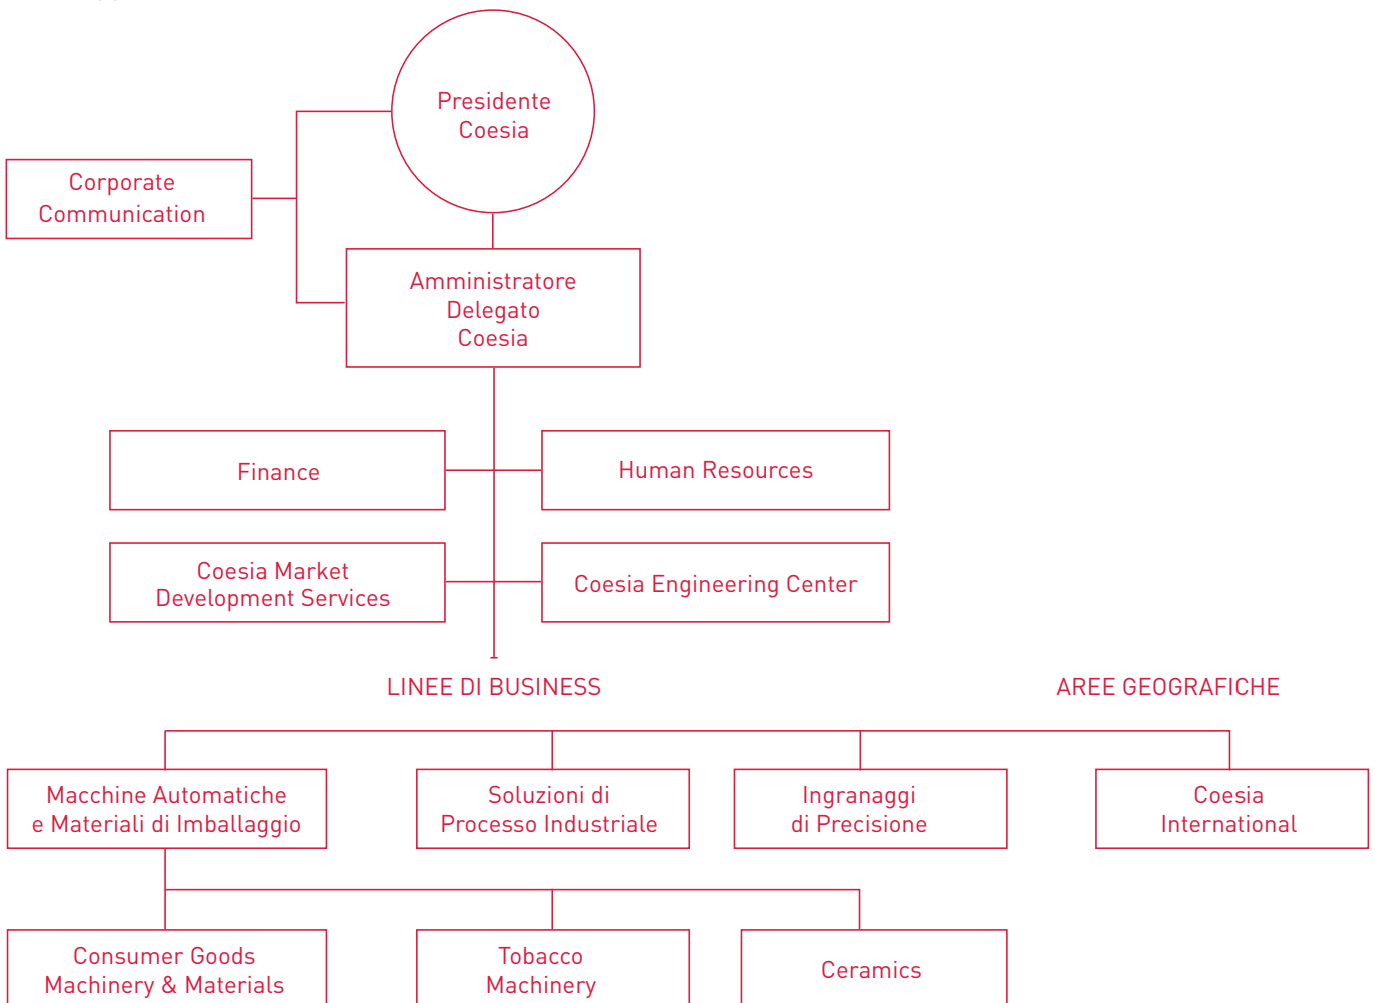 Presidente
Coesia
Corporate
Communication
Amministratore
Delegato
Coesia
Finance
Human Resources
Coesia Market
Development Services
Coesia Engineering Center
LINEE DI BUSINESS
AREE GEOGRAFICHE
Macchine Automatiche
e Materiali di Imballaggio
Soluzioni di
Processo Industriale
Ingranaggi
di Precisione
Coesia
International
Consumer Goods
Machinery & Materials
Tobacco
Machinery
Ceramics